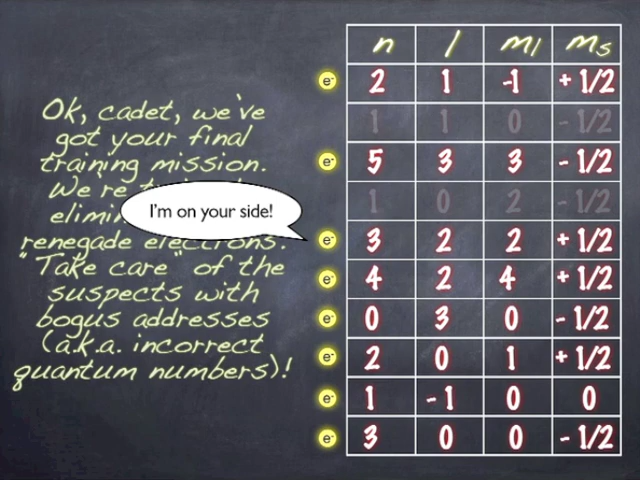 Ok, cadet, we've
got your final
training mission.
We're
elim
renegade electrons.
"Take care" of the
suspects with
bogus addresses
(a.k.a. incorrect
quantum numbers)!
I'm on your side!
n l ml ms
e- 2 1 -1 + 1/2
1 1 0 - 1/2
e- 5 3 3 - 1/2
1 0 2 - 1/2
e- 3 2 2 + 1/2
e- 4 2 4 + 1/2
e- 0 3 0 - 1/2
e- 2 0 1 + 1/2
e- 1 - 1 0 0
e- 3 0 0 - 1/2